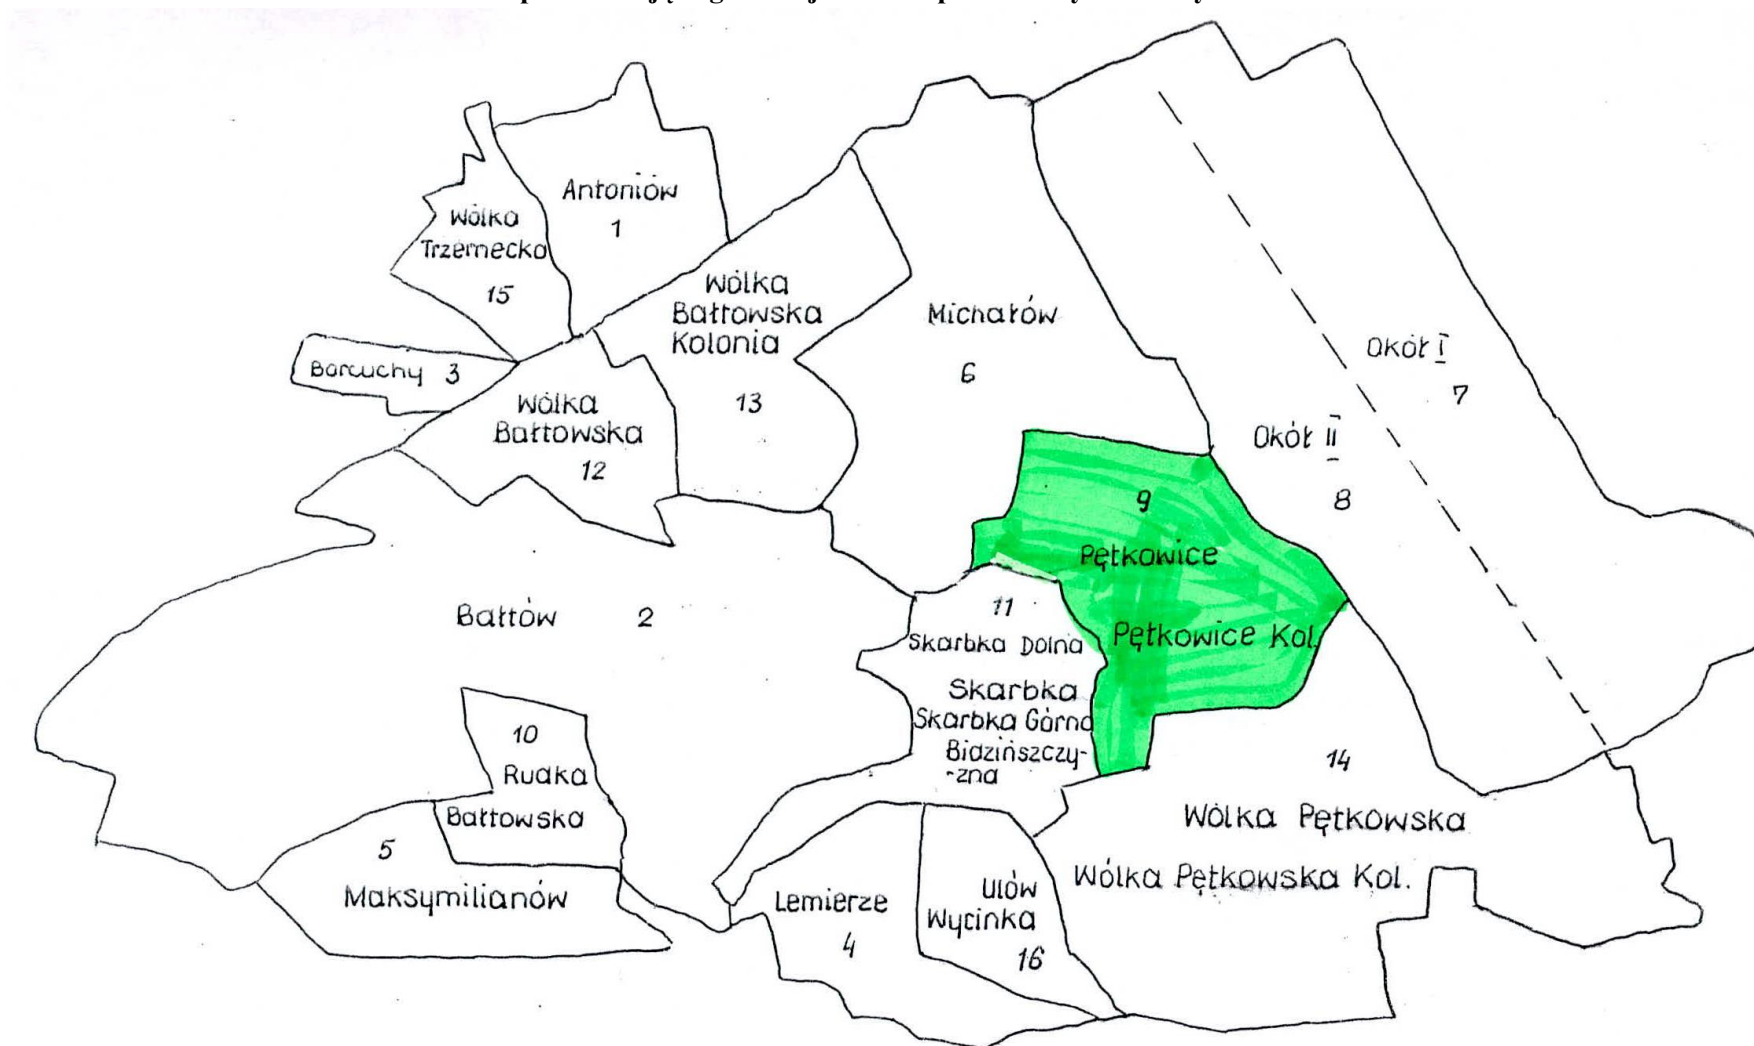 Antoniów
1
Wólka
Trzemecka
15
Wólka
Bałtowska
Kolonia
13
Michałów
6
Okół I
7
Borcuchy 3
Wólka
Bałtowska
12
Okół II
8
9
Pętkowice
Pętkowice Kol.
Bałtów 2
11
Skarbka Dolna
Skarbka
Skarbka Górna
Bidzińszczy-
-zna
10
Rudka
Bałtowska
14
Wólka Pętkowska
Wólka Pętkowska Kol.
5
Maksymilianów
Lemierze
4
Ulów
Wycinka
16